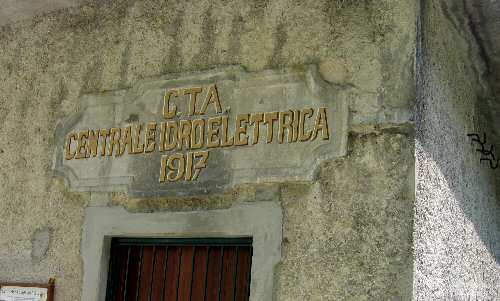 C.T.A.
CENTRALE IDROELETTRICA
1917